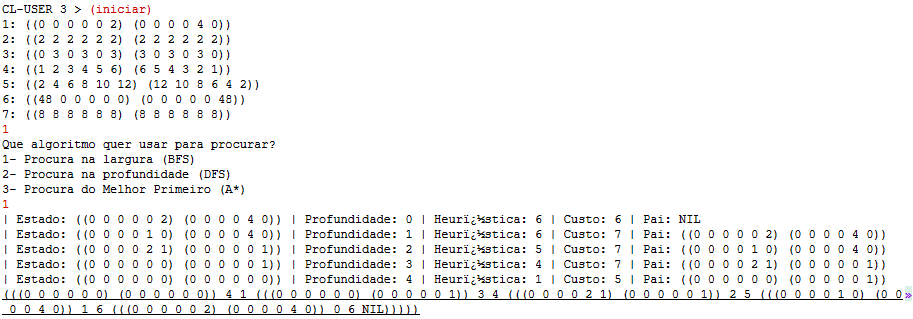 CL-USER 3 > (iniciar)
1: ((0 0 0 0 0 2) (0 0 0 0 4 0))
2: ((2 2 2 2 2 2) (2 2 2 2 2 2))
3: ((0 3 0 3 0 3) (3 0 3 0 3 0))
4: ((1 2 3 4 5 6) (6 5 4 3 2 1))
5: ((2 4 6 8 10 12) (12 10 8 6 4 2))
6: ((48 0 0 0 0 0) (0 0 0 0 0 48))
7: ((8 8 8 8 8 8) (8 8 8 8 8 8))
1
Que algoritmo quer usar para procurar?
1- Procura na largura (BFS)
2- Procura na profundidade (DFS)
3- Procura do Melhor Primeiro (A*)
1
| Estado: ((0 0 0 0 0 2) (0 0 0 0 4 0)) | Profundidade: 0 | Heurï¿½stica: 6 | Custo: 6 | Pai: NIL
| Estado: ((0 0 0 0 1 0) (0 0 0 0 4 0)) | Profundidade: 1 | Heurï¿½stica: 6 | Custo: 7 | Pai: ((0 0 0 0 0 2) (0 0 0 0 4 0))
| Estado: ((0 0 0 0 2 1) (0 0 0 0 0 1)) | Profundidade: 2 | Heurï¿½stica: 5 | Custo: 7 | Pai: ((0 0 0 0 1 0) (0 0 0 0 4 0))
| Estado: ((0 0 0 0 0 0) (0 0 0 0 0 1)) | Profundidade: 3 | Heurï¿½stica: 4 | Custo: 7 | Pai: ((0 0 0 0 2 1) (0 0 0 0 0 1))
| Estado: ((0 0 0 0 0 0) (0 0 0 0 0 0)) | Profundidade: 4 | Heurï¿½stica: 1 | Custo: 5 | Pai: ((0 0 0 0 0 0) (0 0 0 0 0 1))
(((0 0 0 0 0 0) (0 0 0 0 0 0)) 4 1 (((0 0 0 0 0 0) (0 0 0 0 0 1)) 3 4 (((0 0 0 0 2 1) (0 0 0 0 0 1)) 2 5 (((0 0 0 0 1 0) (0 0»
0 0 4 0)) 1 6 (((0 0 0 0 0 2) (0 0 0 0 4 0)) 0 6 NIL)))))